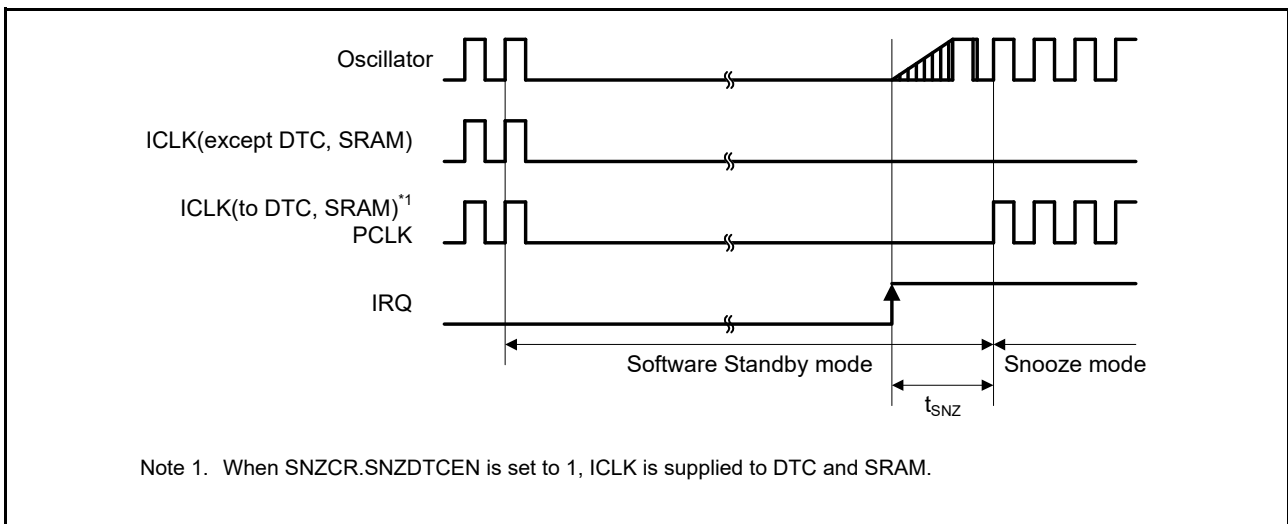 Oscillator
ICLK(except DTC, SRAM)
ICLK(to DTC, SRAM)*1
PCLK
IRQ
Software Standby mode
Snooze mode
tSNZ
Note 1. When SNZCR.SNZDTCEN is set to 1, ICLK is supplied to DTC and SRAM.